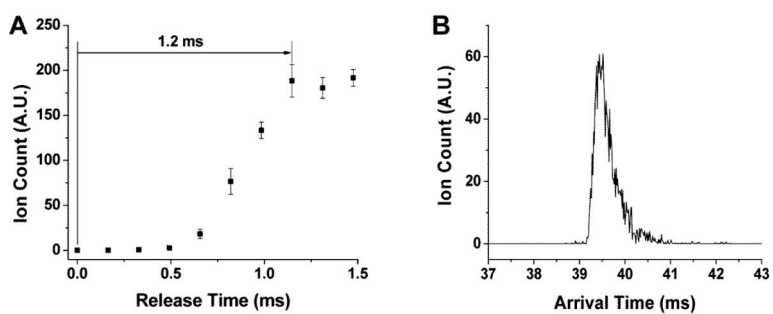 A
1.2 ms
Ion Count (A.U.)
250
200
150
100
50
0
0.0 0.5 1.0 1.5
Release Time (ms)
B
Ion Count (A.U.)
60
40
20
0
37 38 39 40 41 42 43
Arrival Time (ms)